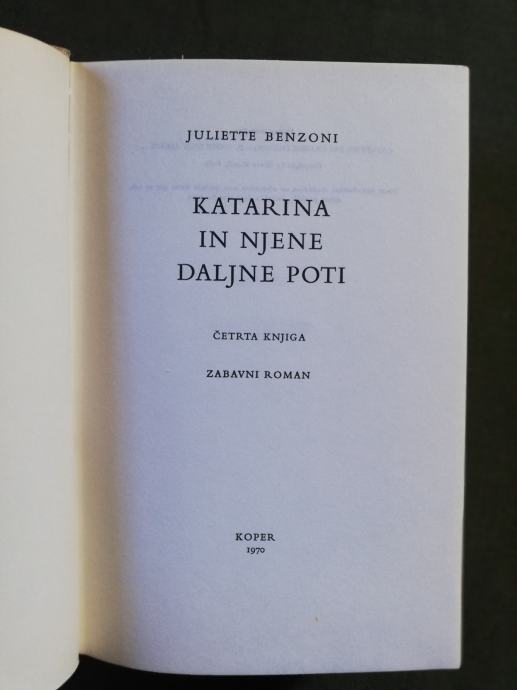 JULIETTE BENZONI
KATARINA
IN NJENE
DALJNE POTI
ČETRTA KNJIGA
ZABAVNI ROMAN
KOPER
1970